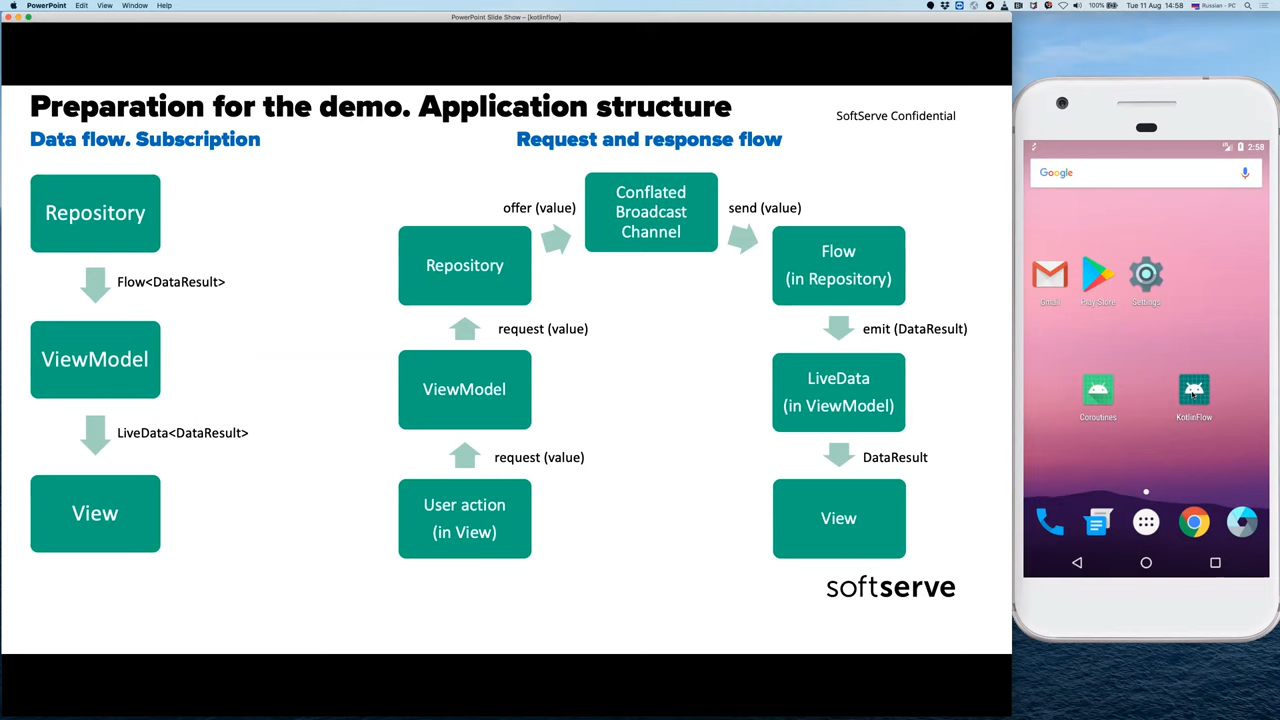 PowerPoint Edit View Window Help
100% Tue 11 Aug 14:58 Russian - PC
PowerPoint Slide Show - [kotlinflow]
Preparation for the demo. Application structure
SoftServe Confidential
Data flow. Subscription
Repository
Flow<DataResult>
ViewModel
LiveData<DataResult>
View
Request and response flow
User action
(in View)
request (value)
ViewModel
request (value)
Repository
offer (value)
Conflated
Broadcast
Channel
send (value)
Flow
(in Repository)
emit (DataResult)
LiveData
(in ViewModel)
DataResult
View
softserve
2:58
Google
Gmail
Play Store
Settings
Coroutines
KotlinFlow